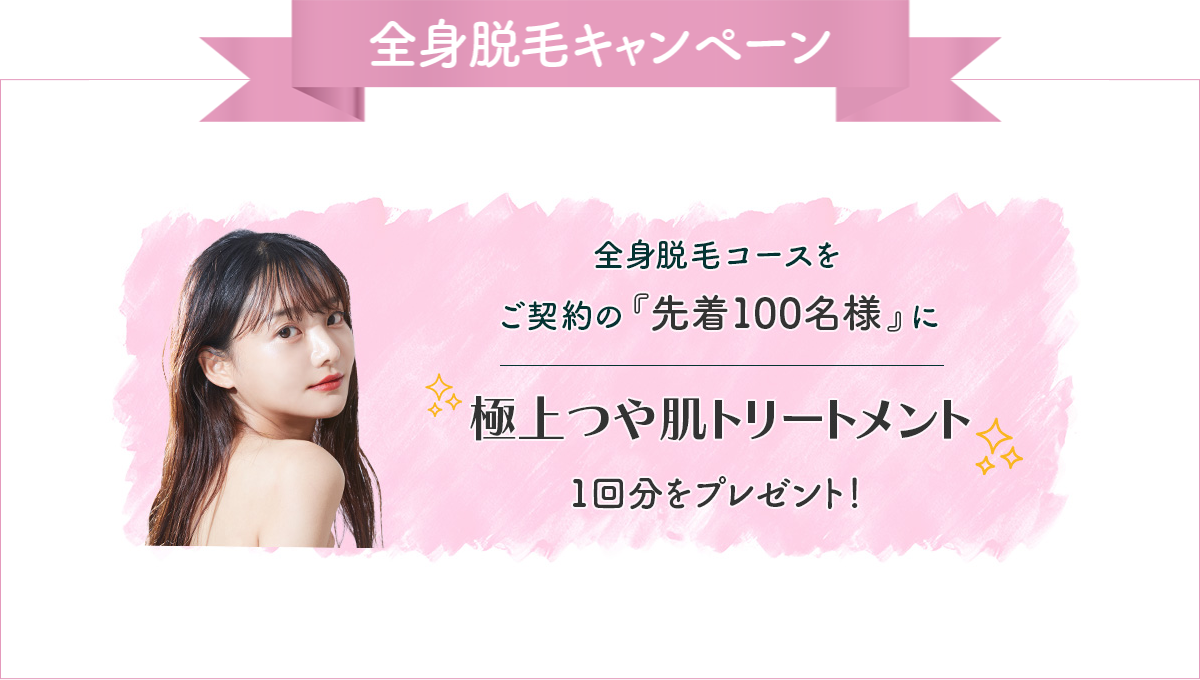 全身脱毛キャンペーン
全身脱毛コースを
ご契約の『先着100名様』に
極上つや肌トリートメント
1回分をプレゼント!